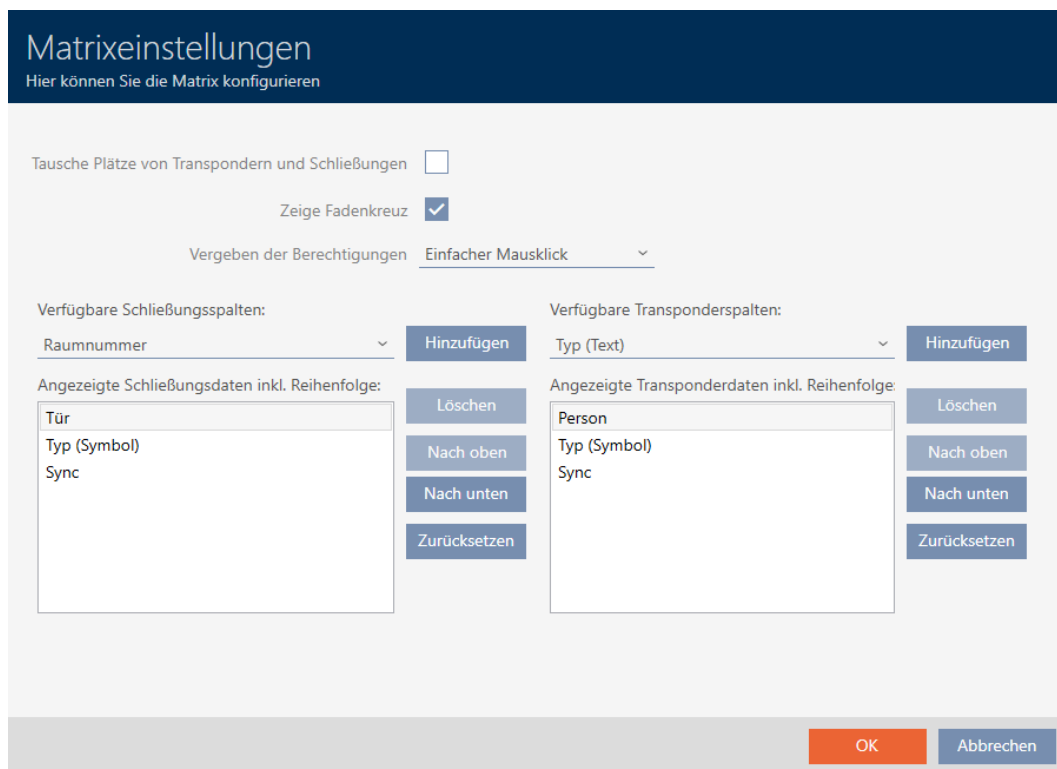 Matrixeinstellungen
Hier können Sie die Matrix konfigurieren
Tausche Plätze von Transpondern und Schließungen
Zeige Fadenkreuz
Vergeben der Berechtigungen Einfacher Mausklick
Verfügbare Schließungsspalten:
Raumnummer Hinzufügen
Angezeigte Schließungsdaten inkl. Reihenfolge:
Tür
Typ (Symbol)
Sync
Löschen
Nach oben
Nach unten
Zurücksetzen
Verfügbare Transponderspalten:
Typ (Text) Hinzufügen
Angezeigte Transponderdaten inkl. Reihenfolge:
Person
Typ (Symbol)
Sync
Löschen
Nach oben
Nach unten
Zurücksetzen
OK Abbrechen